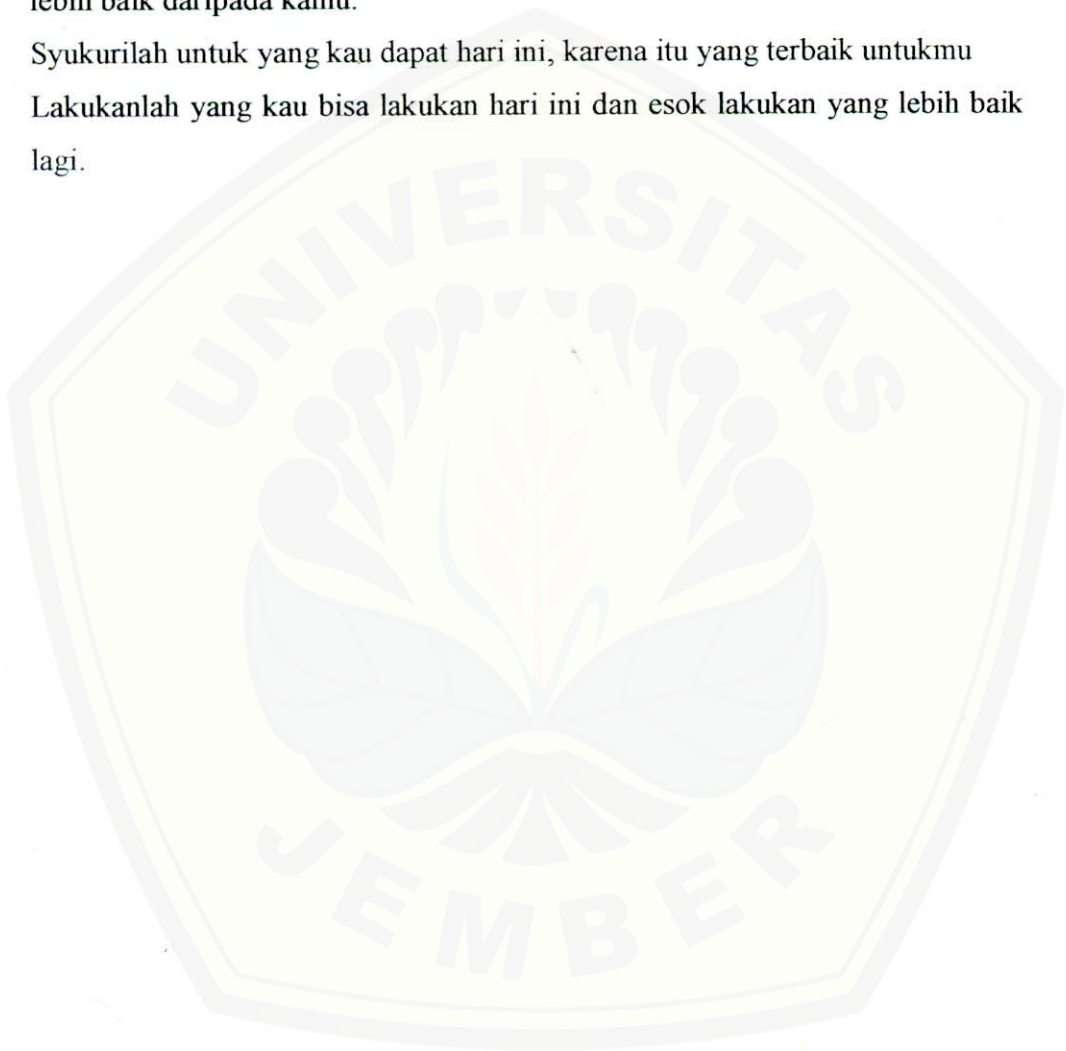 lebih baik daripada kamu.
Syukurilah untuk yang kau dapat hari ini, karena itu yang terbaik untukmu
Lakukanlah yang kau bisa lakukan hari ini dan esok lakukan yang lebih baik
lagi.
UNIVERSITAS
JEMBER